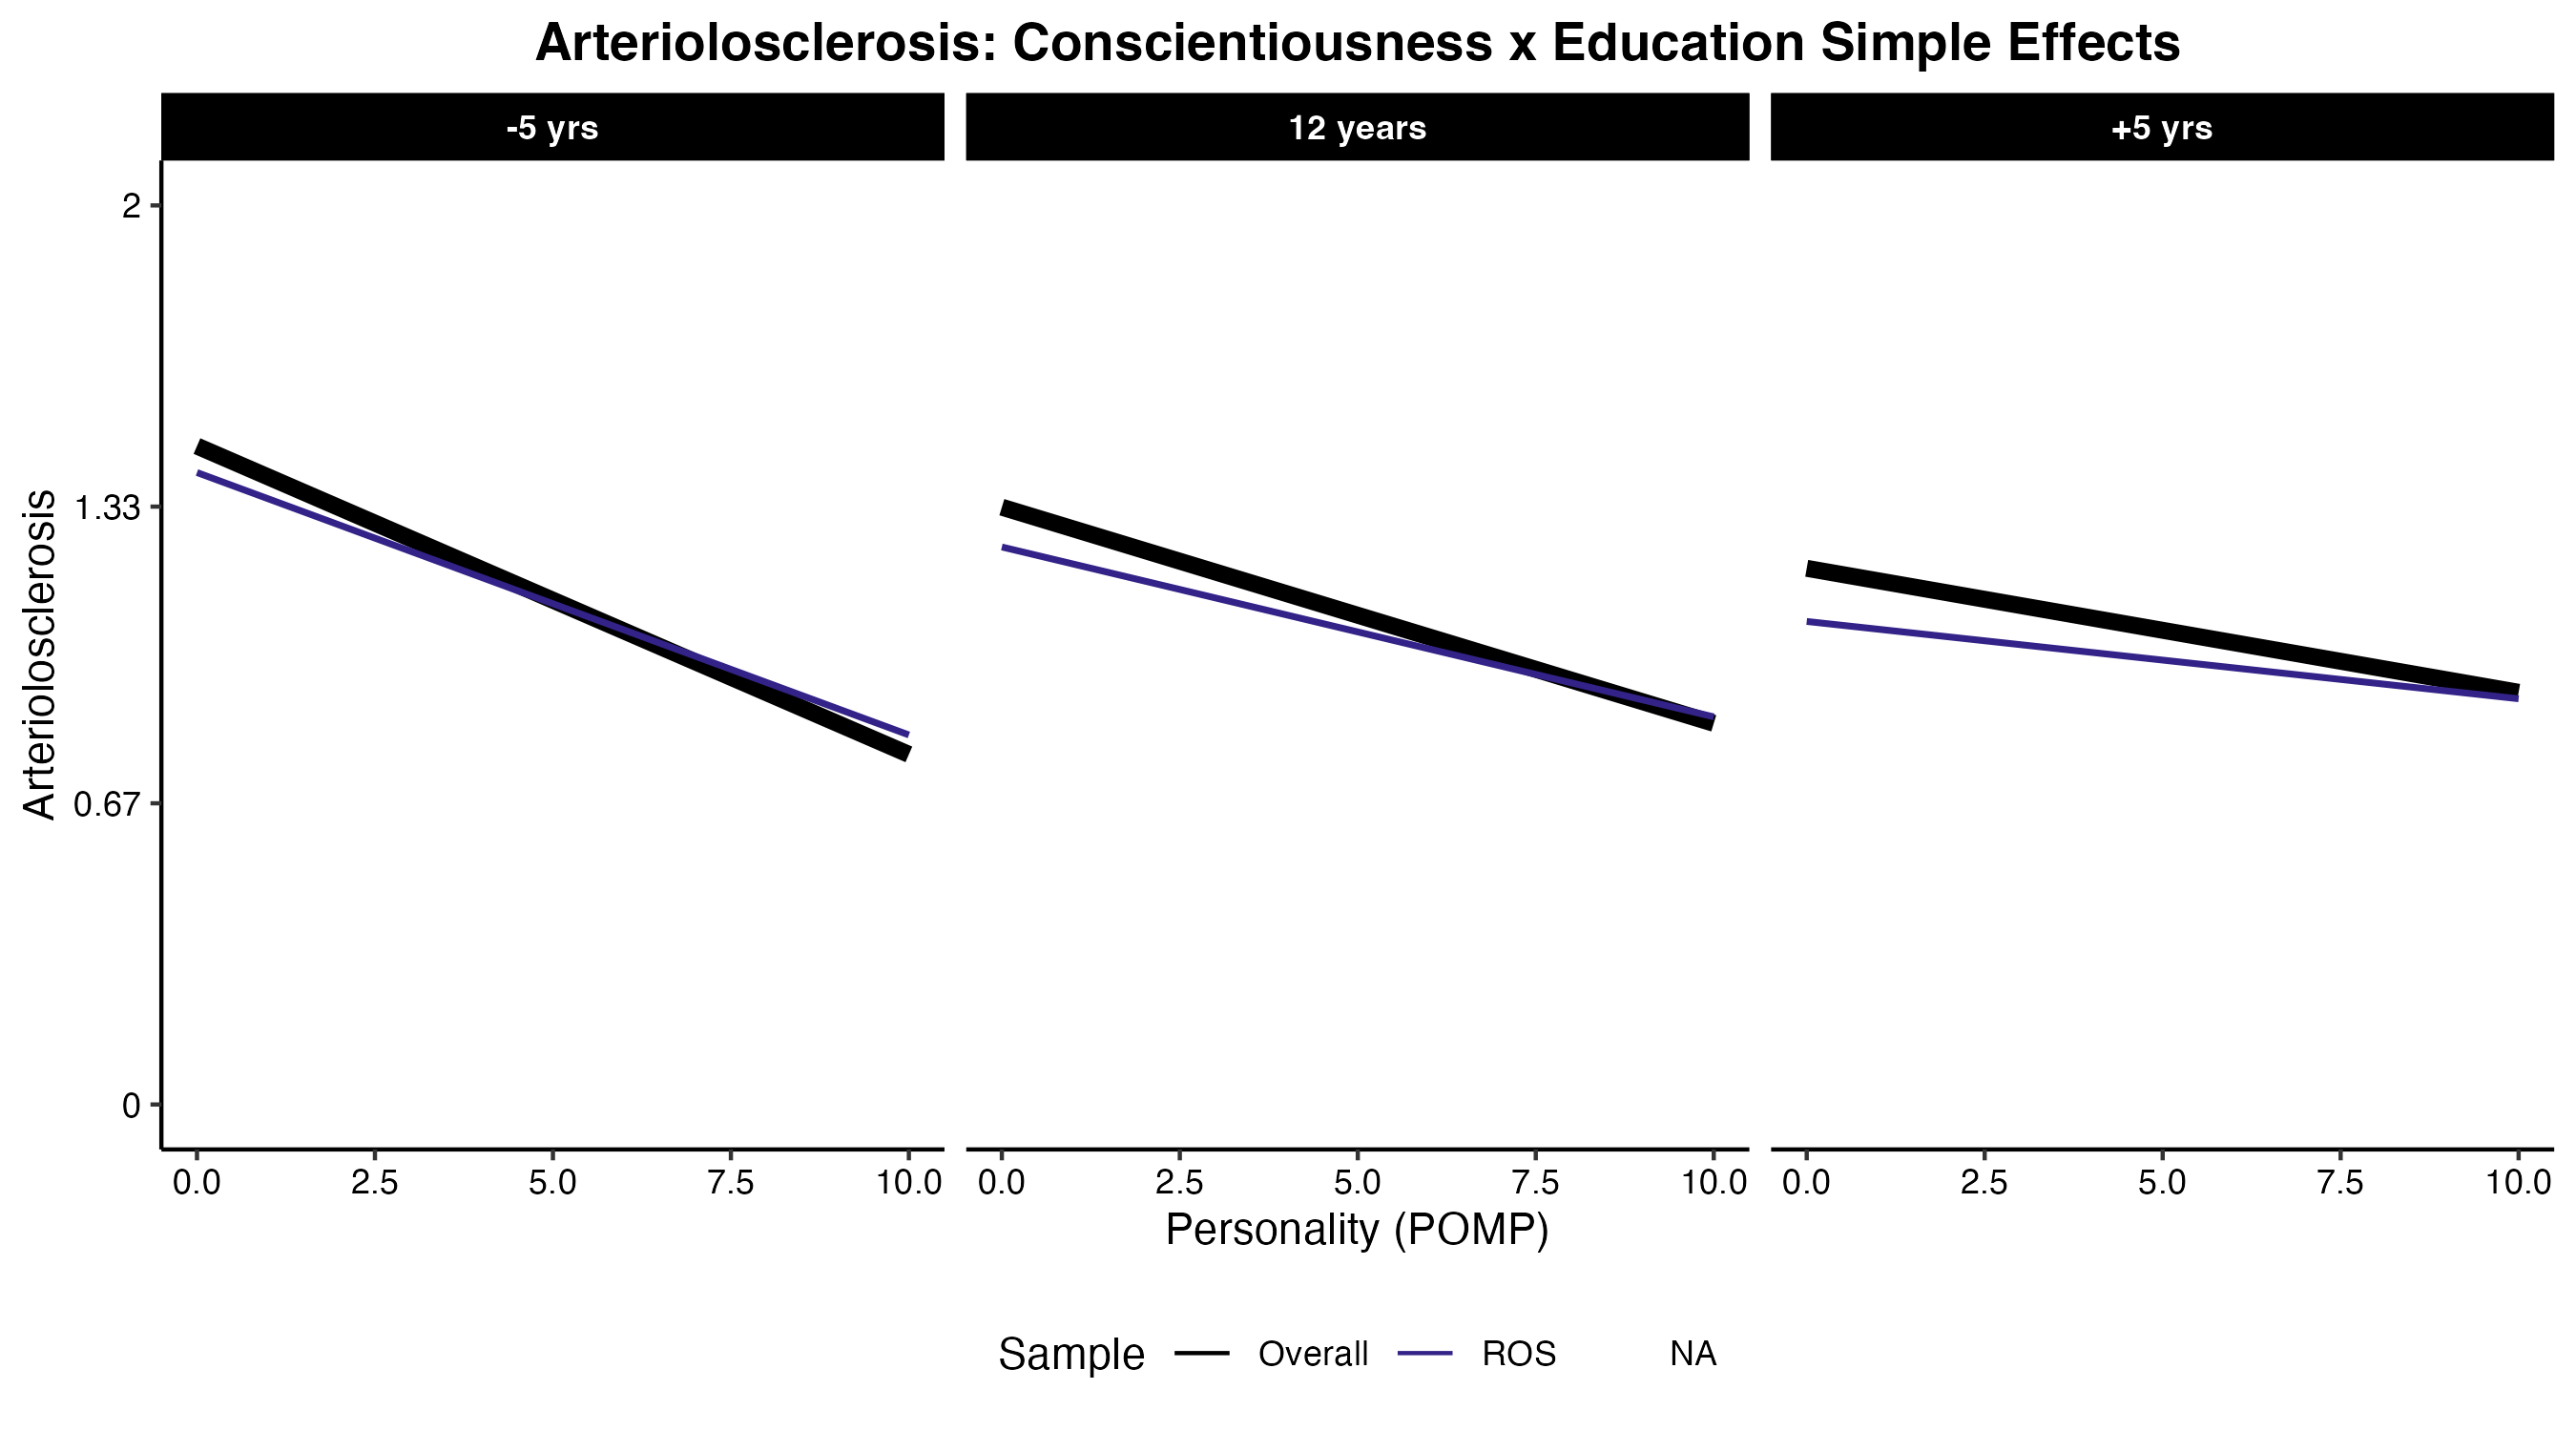 Arteriolosclerosis: Conscientiousness x Education Simple Effects
-5 yrs
12 years
+5 yrs
Arteriolosclerosis
2
1.33
0.67
0
0.0 2.5 5.0 7.5 10.0
0.0 2.5 5.0 7.5 10.0
0.0 2.5 5.0 7.5 10.0
Personality (POMP)
Sample Overall ROS NA